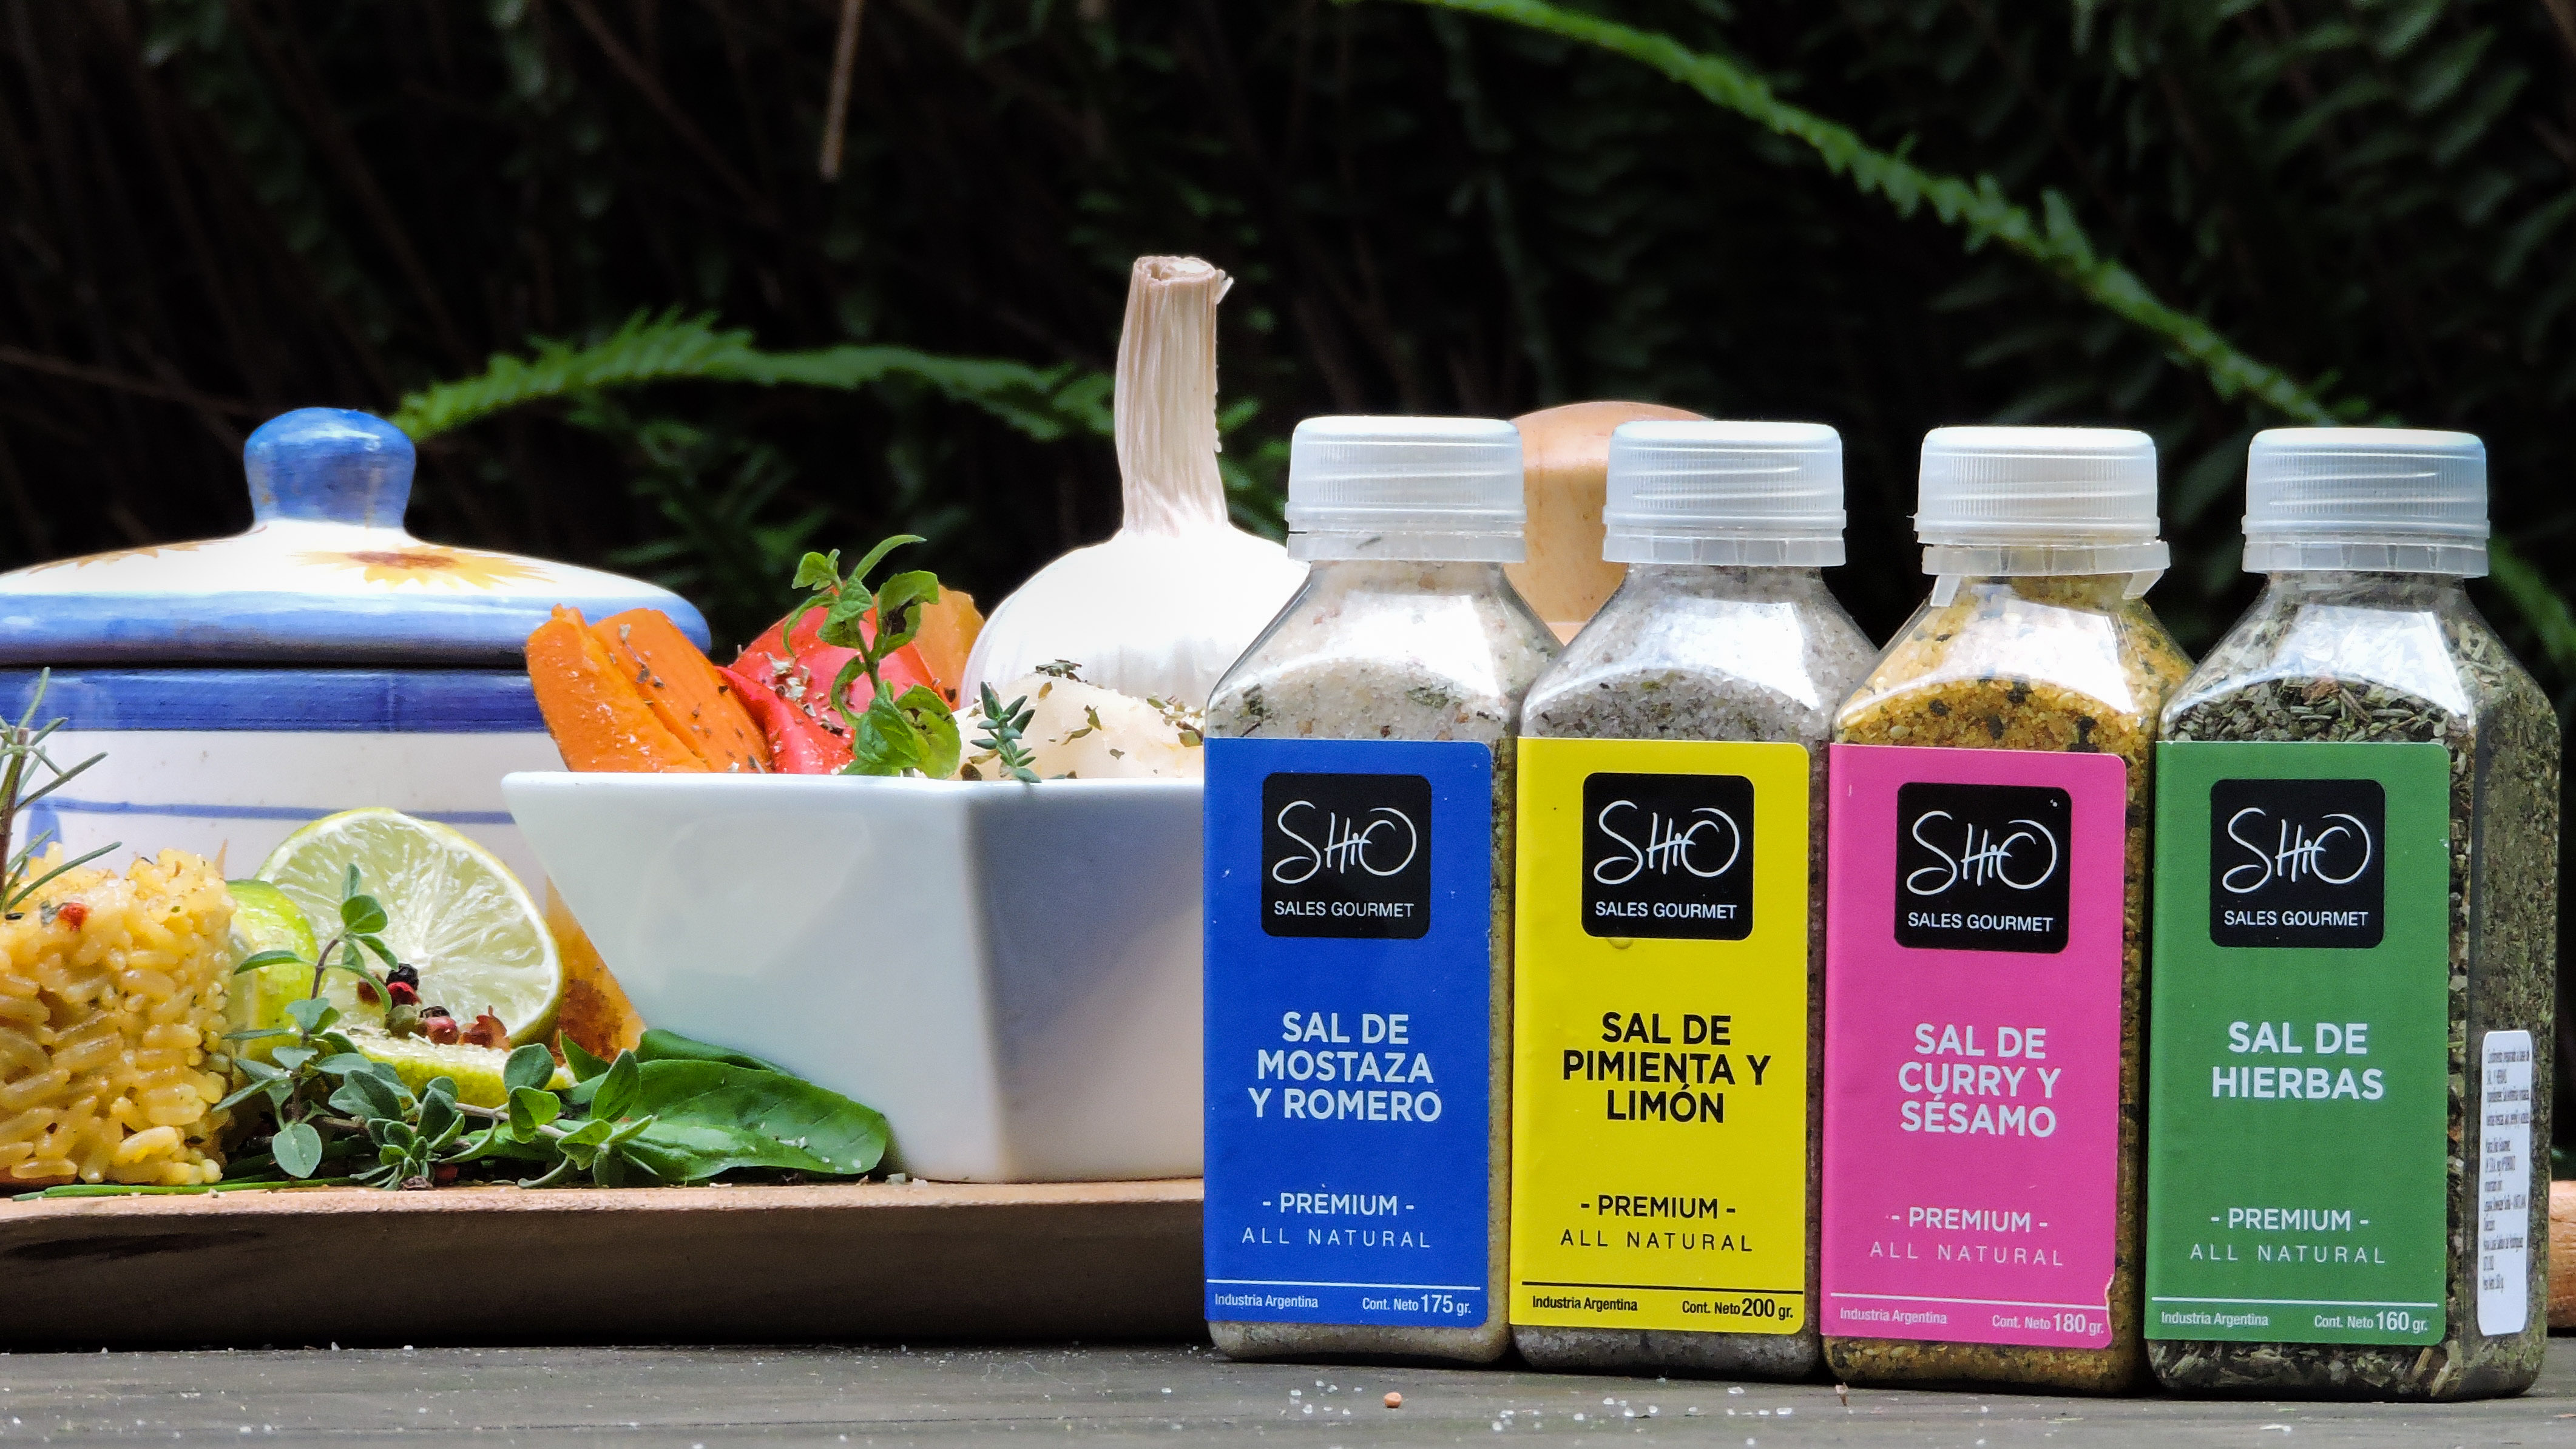 SHiO
SALES GOURMET
SAL DE
MOSTAZA
Y ROMERO
- PREMIUM -
ALL NATURAL
Industria Argentina Cont. Neto 175 gr.
SHiO
SALES GOURMET
SAL DE
PIMIENTA Y
LIMÓN
- PREMIUM -
ALL NATURAL
Industria Argentina Cont. Neto 200 gr.
SHiO
SALES GOURMET
SAL DE
CURRY Y
SÉSAMO
- PREMIUM -
ALL NATURAL
Industria Argentina Cont. Neto 180 gr.
SHiO
SALES GOURMET
SAL DE
HIERBAS
- PREMIUM -
ALL NATURAL
Industria Argentina Cont. Neto 160 gr.